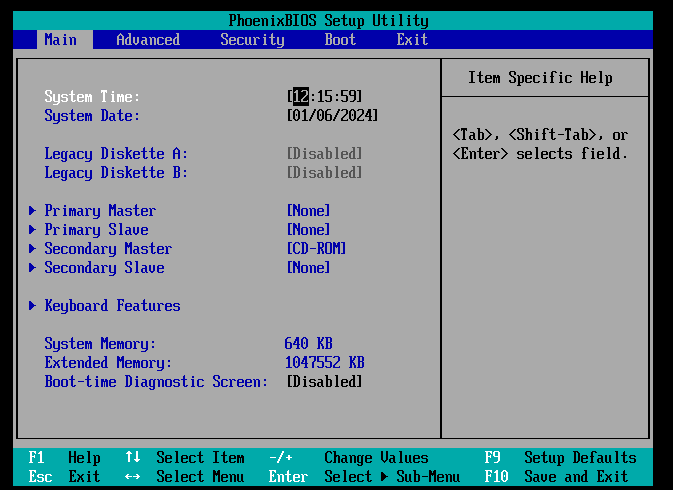 PhoenixBIOS Setup Utility
Main Advanced Security Boot Exit
Item Specific Help
System Time: [12:15:59]
System Date: [01/06/2024]
<Tab>, <Shift-Tab>, or
<Enter> selects field.
Legacy Diskette A: [Disabled]
Legacy Diskette B: [Disabled]
Primary Master [None]
Primary Slave [None]
Secondary Master [CD-ROM]
Secondary Slave [None]
Keyboard Features
System Memory: 640 KB
Extended Memory: 1047552 KB
Boot-time Diagnostic Screen: [Disabled]
F1 Help ↑↓ Select Item -/+ Change Values F9 Setup Defaults
Esc Exit ↔ Select Menu Enter Select ▶ Sub-Menu F10 Save and Exit